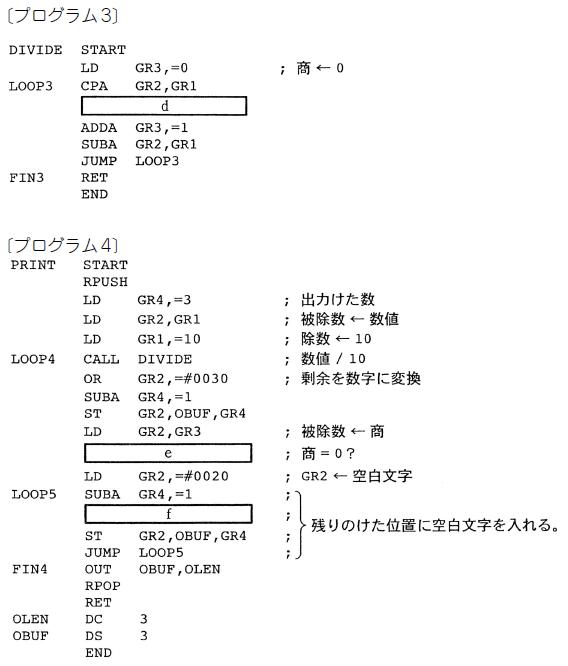 〔プログラム3〕
DIVIDE START
LD GR3,=0 ; 商 ← 0
LOOP3 CPA GR2,GR1
d
ADDA GR3,=1
SUBA GR2,GR1
JUMP LOOP3
FIN3 RET
END
〔プログラム4〕
PRINT START
RPUSH
LD GR4,=3 ; 出力けた数
LD GR2,GR1 ; 被除数 ← 数値
LD GR1,=10 ; 除数 ← 10
LOOP4 CALL DIVIDE ; 数値 / 10
OR GR2,=#0030 ; 剰余を数字に変換
SUBA GR4,=1
ST GR2,OBUF,GR4
LD GR2,GR3 ; 被除数 ← 商
e ; 商 = 0?
LD GR2,=#0020 ; GR2 ← 空白文字
LOOP5 SUBA GR4,=1 ;
f ; 残りのけた位置に空白文字を入れる。
ST GR2,OBUF,GR4 ;
JUMP LOOP5 ;
FIN4 OUT OBUF,OLEN
RPOP
RET
OLEN DC 3
OBUF DS 3
END